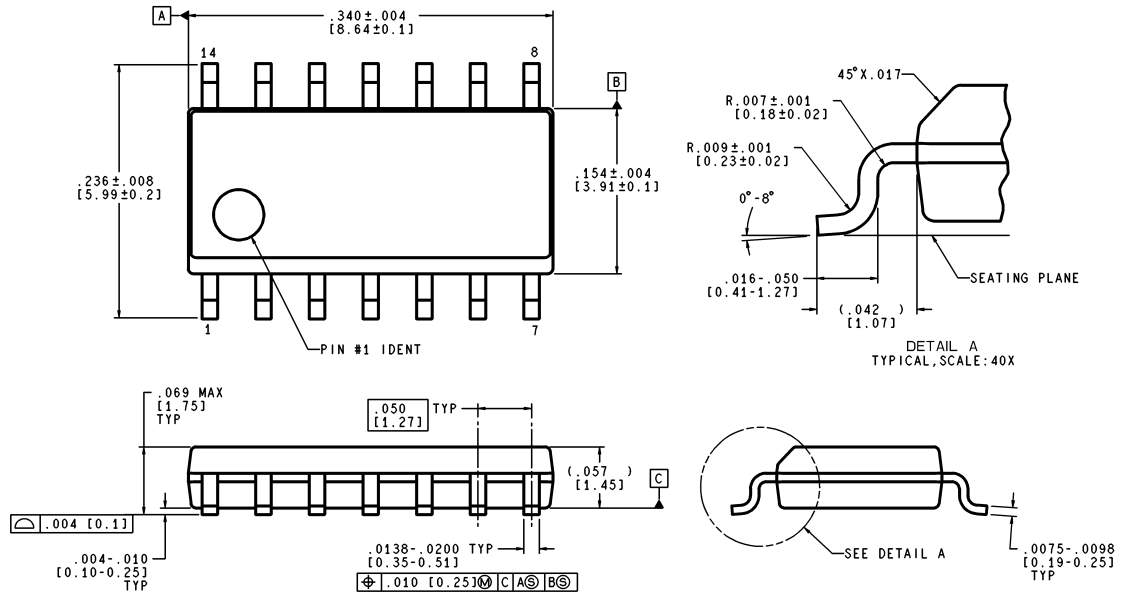 A
.340±.004
[8.64±0.1]
14
8
B
.236±.008
[5.99±0.2]
.154±.004
[3.91±0.1]
1
7
PIN #1 IDENT
45°X.017
R.007±.001
[0.18±0.02]
R.009±.001
[0.23±0.02]
0°-8°
SEATING PLANE
.016-.050
[0.41-1.27]
(.042 )
[1.07]
DETAIL A
TYPICAL,SCALE:40X
.069 MAX
[1.75]
TYP
.050 TYP
[1.27]
(.057 )
[1.45]
C
⌓ .004 [0.1]
.004-.010
[0.10-0.25]
TYP
.0138-.0200 TYP
[0.35-0.51]
⌖ .010 [0.25]Ⓜ C AⓈ BⓈ
SEE DETAIL A
.0075-.0098
[0.19-0.25]
TYP